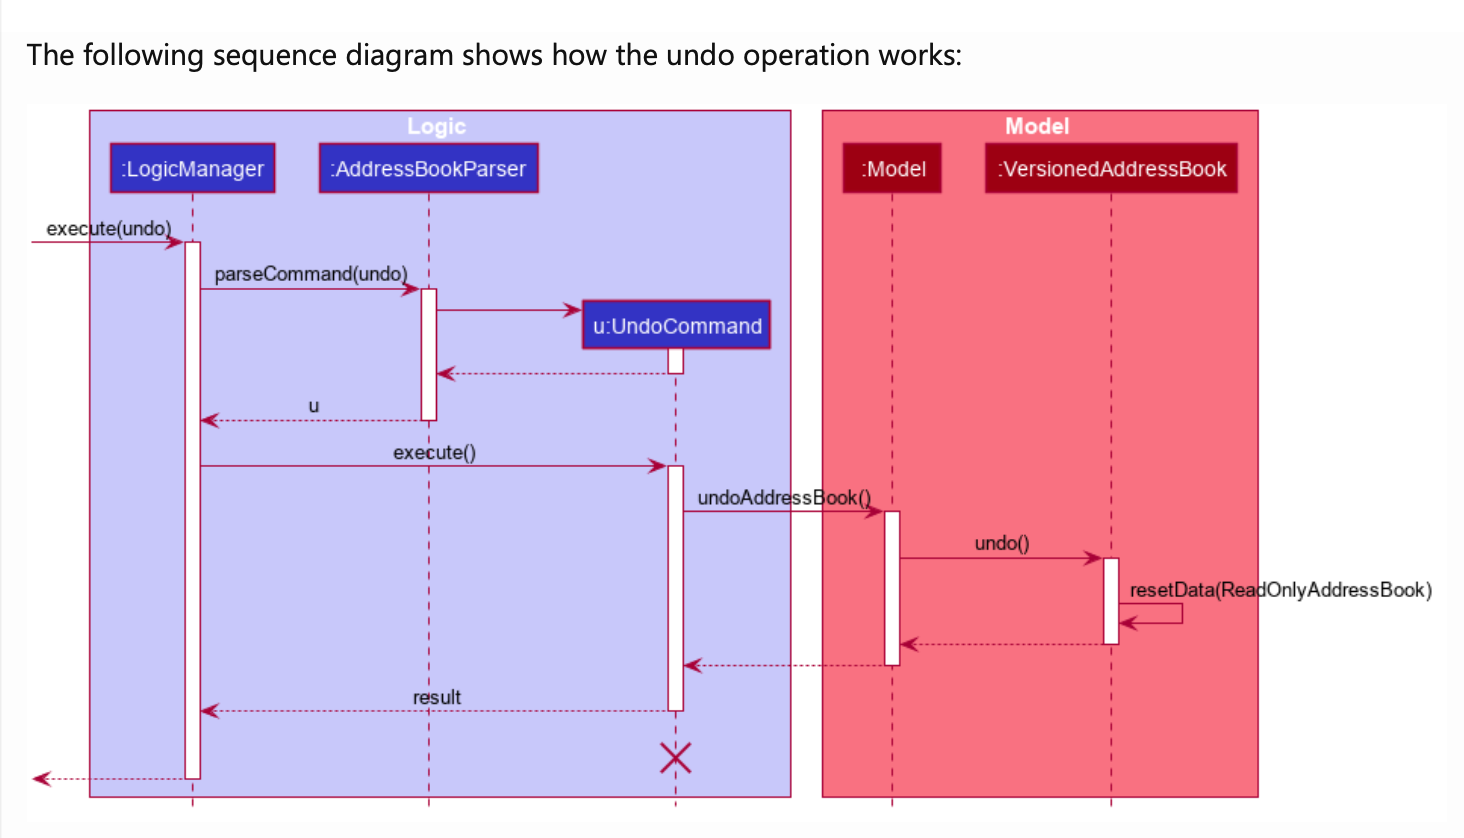 The following sequence diagram shows how the undo operation works:
Logic
Model
:LogicManager
:AddressBookParser
:Model
:VersionedAddressBook
execute(undo)
parseCommand(undo)
u:UndoCommand
u
execute()
undoAddressBook()
undo()
resetData(ReadOnlyAddressBook)
result